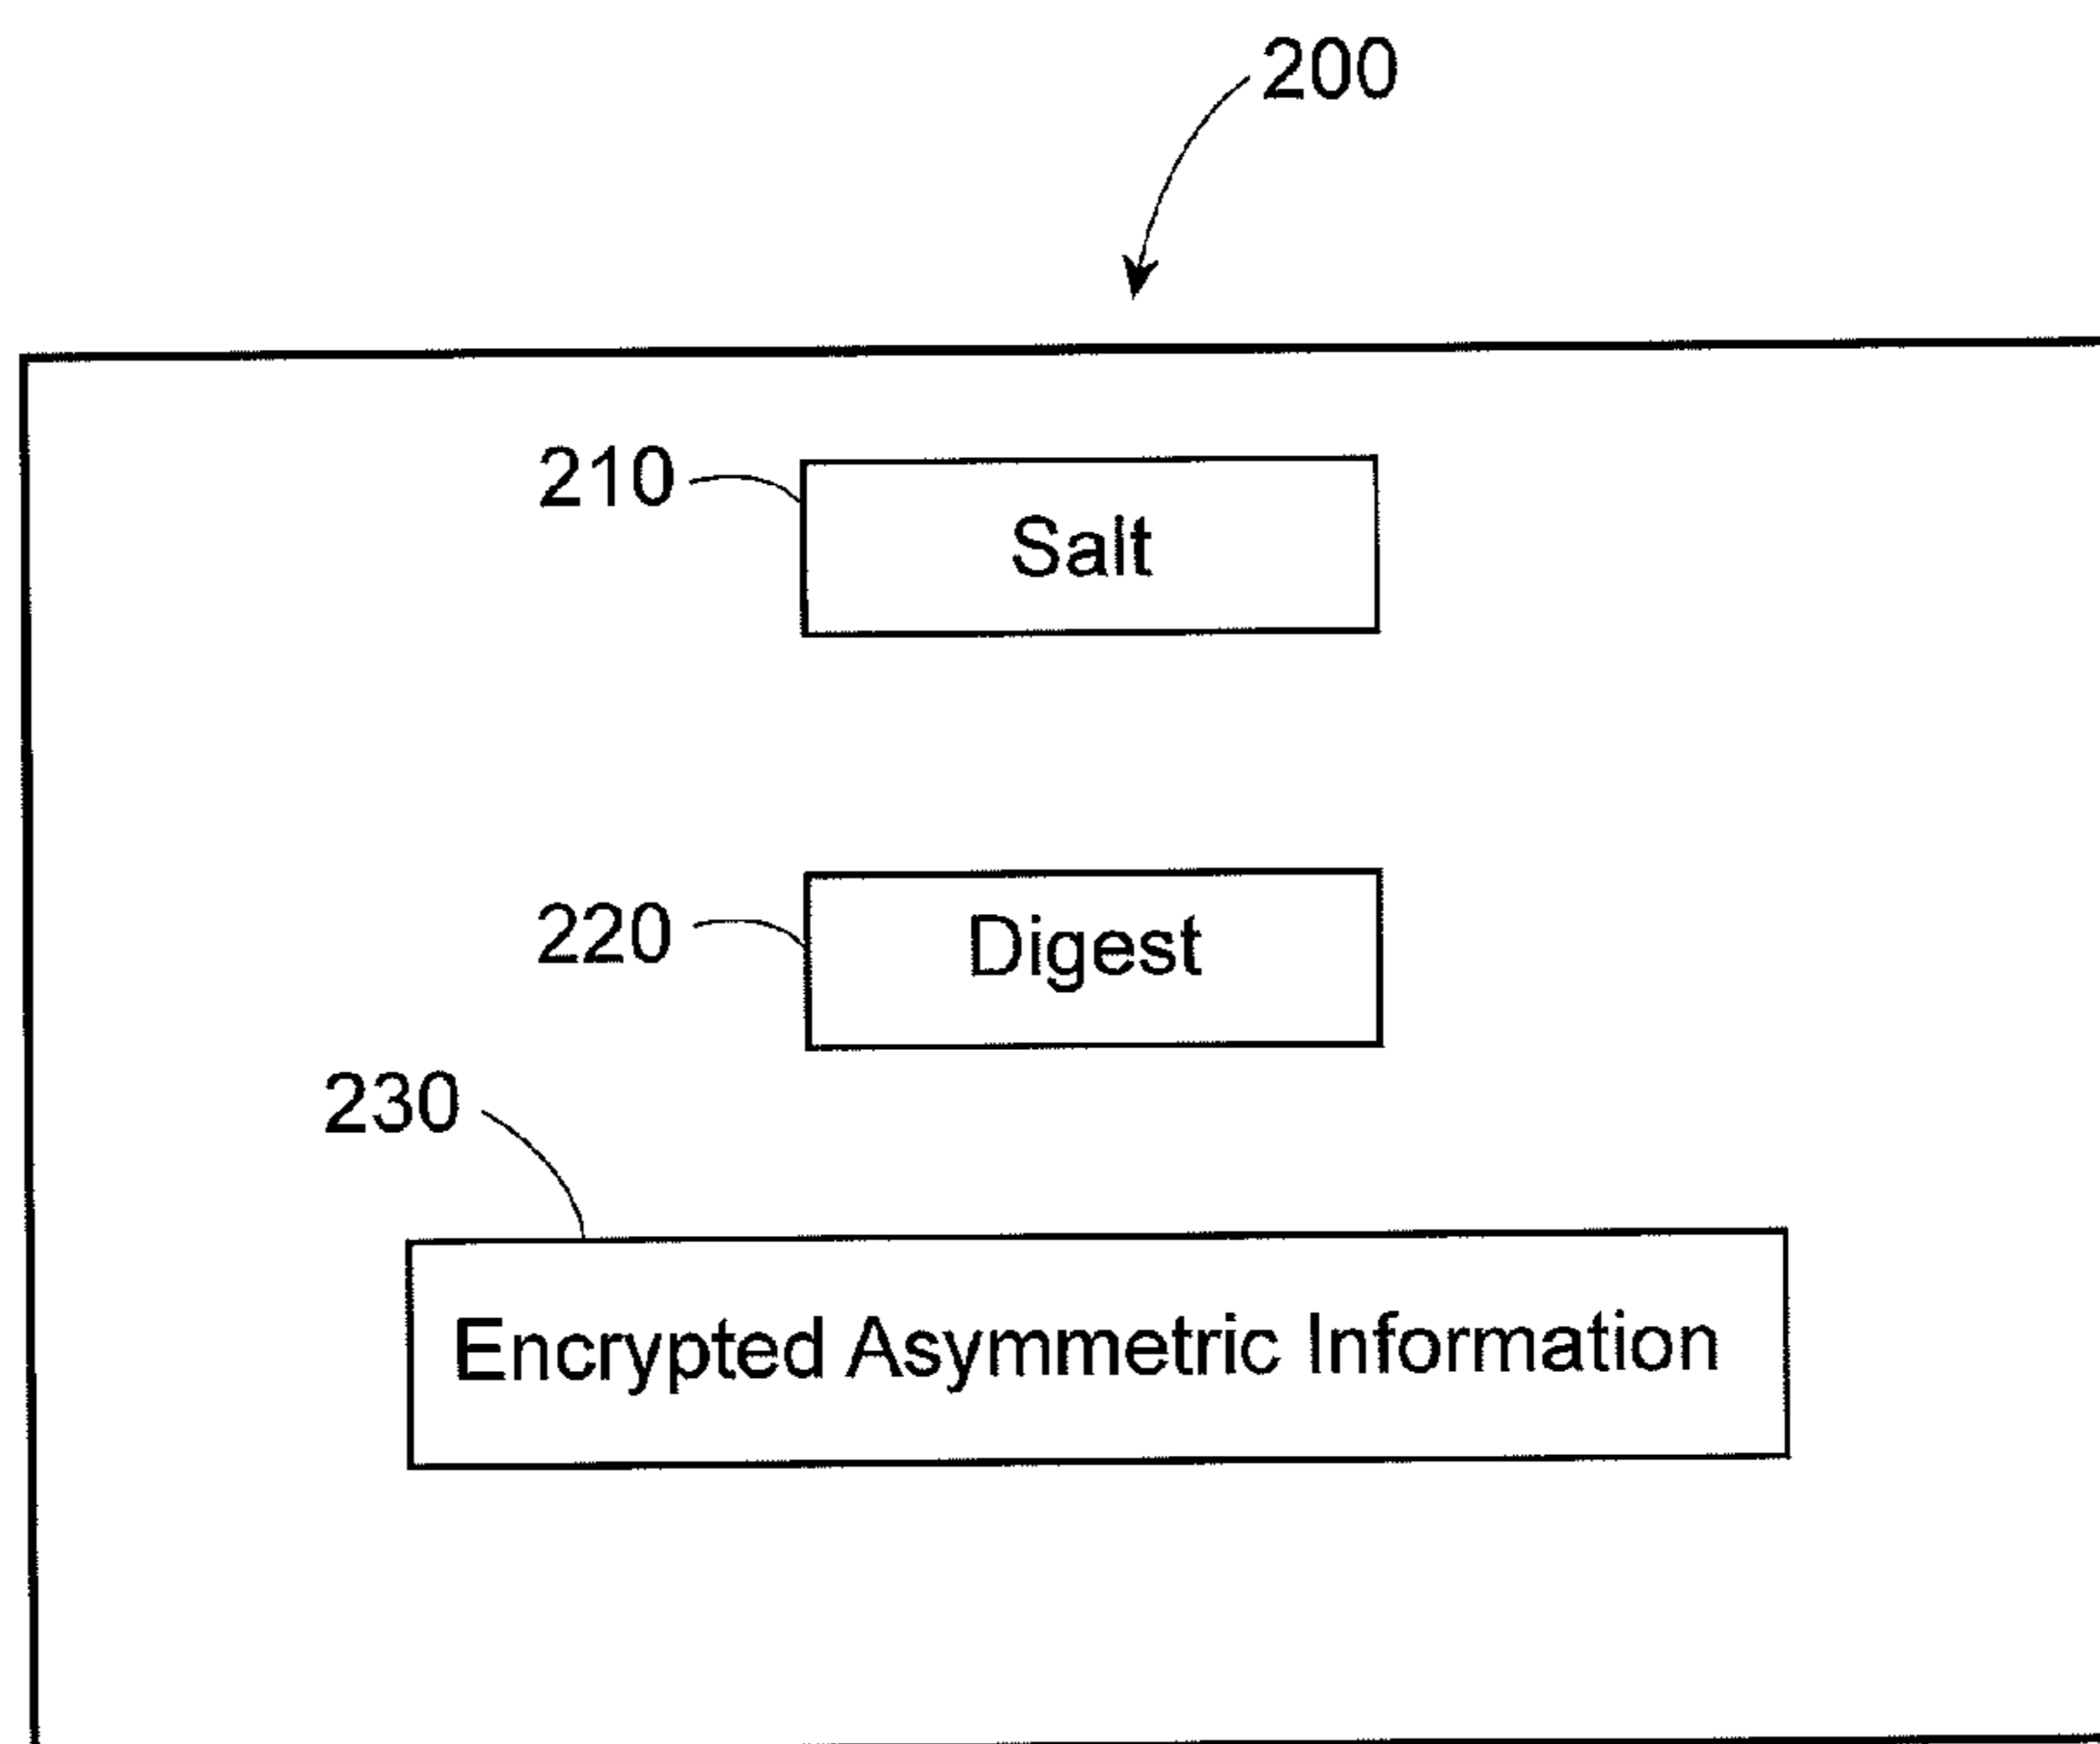 200
210
Salt
220
Digest
230
Encrypted Asymmetric Information